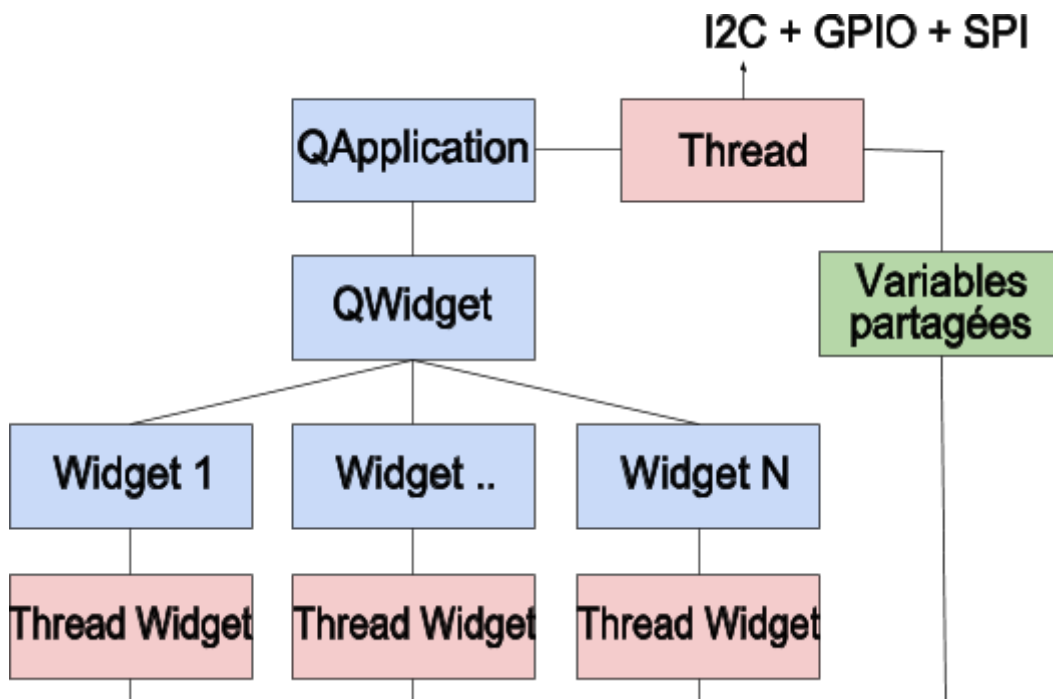 I2C + GPIO + SPI
QApplication
Thread
QWidget
Variables
partagées
Widget 1
Widget ..
Widget N
Thread Widget
Thread Widget
Thread Widget